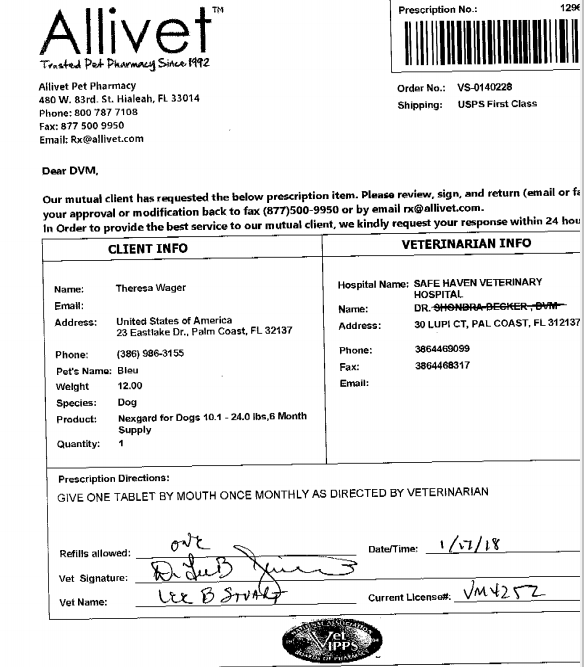 Allivet™
Trusted Pet Pharmacy Since 1992
Prescription No.: 1296
Allivet Pet Pharmacy
480 W. 83rd. St. Hialeah, FL 33014
Phone: 800 787 7108
Fax: 877 500 9950
Email: Rx@allivet.com
Order No.: VS-0140228
Shipping: USPS First Class
Dear DVM,
Our mutual client has requested the below prescription item. Please review, sign, and return (email or fa
your approval or modification back to fax (877)500-9950 or by email rx@allivet.com.
In Order to provide the best service to our mutual client, we kindly request your response within 24 hou
CLIENT INFO
Name: Theresa Wager
Email:
Address: United States of America
23 Eastlake Dr., Palm Coast, FL 32137
Phone: (386) 986-3155
Pet's Name: Bleu
Weight 12.00
Species: Dog
Product: Nexgard for Dogs 10.1 - 24.0 lbs,6 Month
Supply
Quantity: 1
VETERINARIAN INFO
Hospital Name: SAFE HAVEN VETERINARY
HOSPITAL
Name: DR. SHONDRA BECKER, DVM
Address: 30 LUPI CT, PAL COAST, FL 312137
Phone: 3864469099
Fax: 3864468317
Email:
Prescription Directions:
GIVE ONE TABLET BY MOUTH ONCE MONTHLY AS DIRECTED BY VETERINARIAN
Refills allowed: one
Date/Time: 1/17/18
Vet Signature: Dr Lee B
Vet Name: Lee B Stuart
Current License#: VM4252
Vet
VIPPS